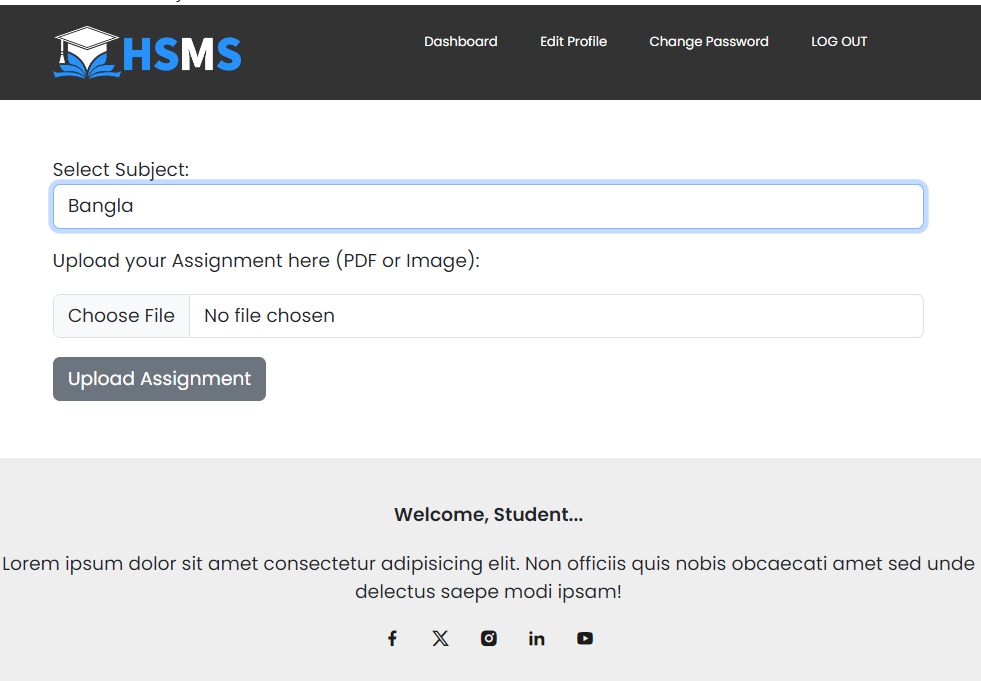 HSMS
Dashboard
Edit Profile
Change Password
LOG OUT
Select Subject:
Bangla
Upload your Assignment here (PDF or Image):
Choose File
No file chosen
Upload Assignment
Welcome, Student...
Lorem ipsum dolor sit amet consectetur adipisicing elit. Non officiis quis nobis obcaecati amet sed unde
delectus saepe modi ipsam!